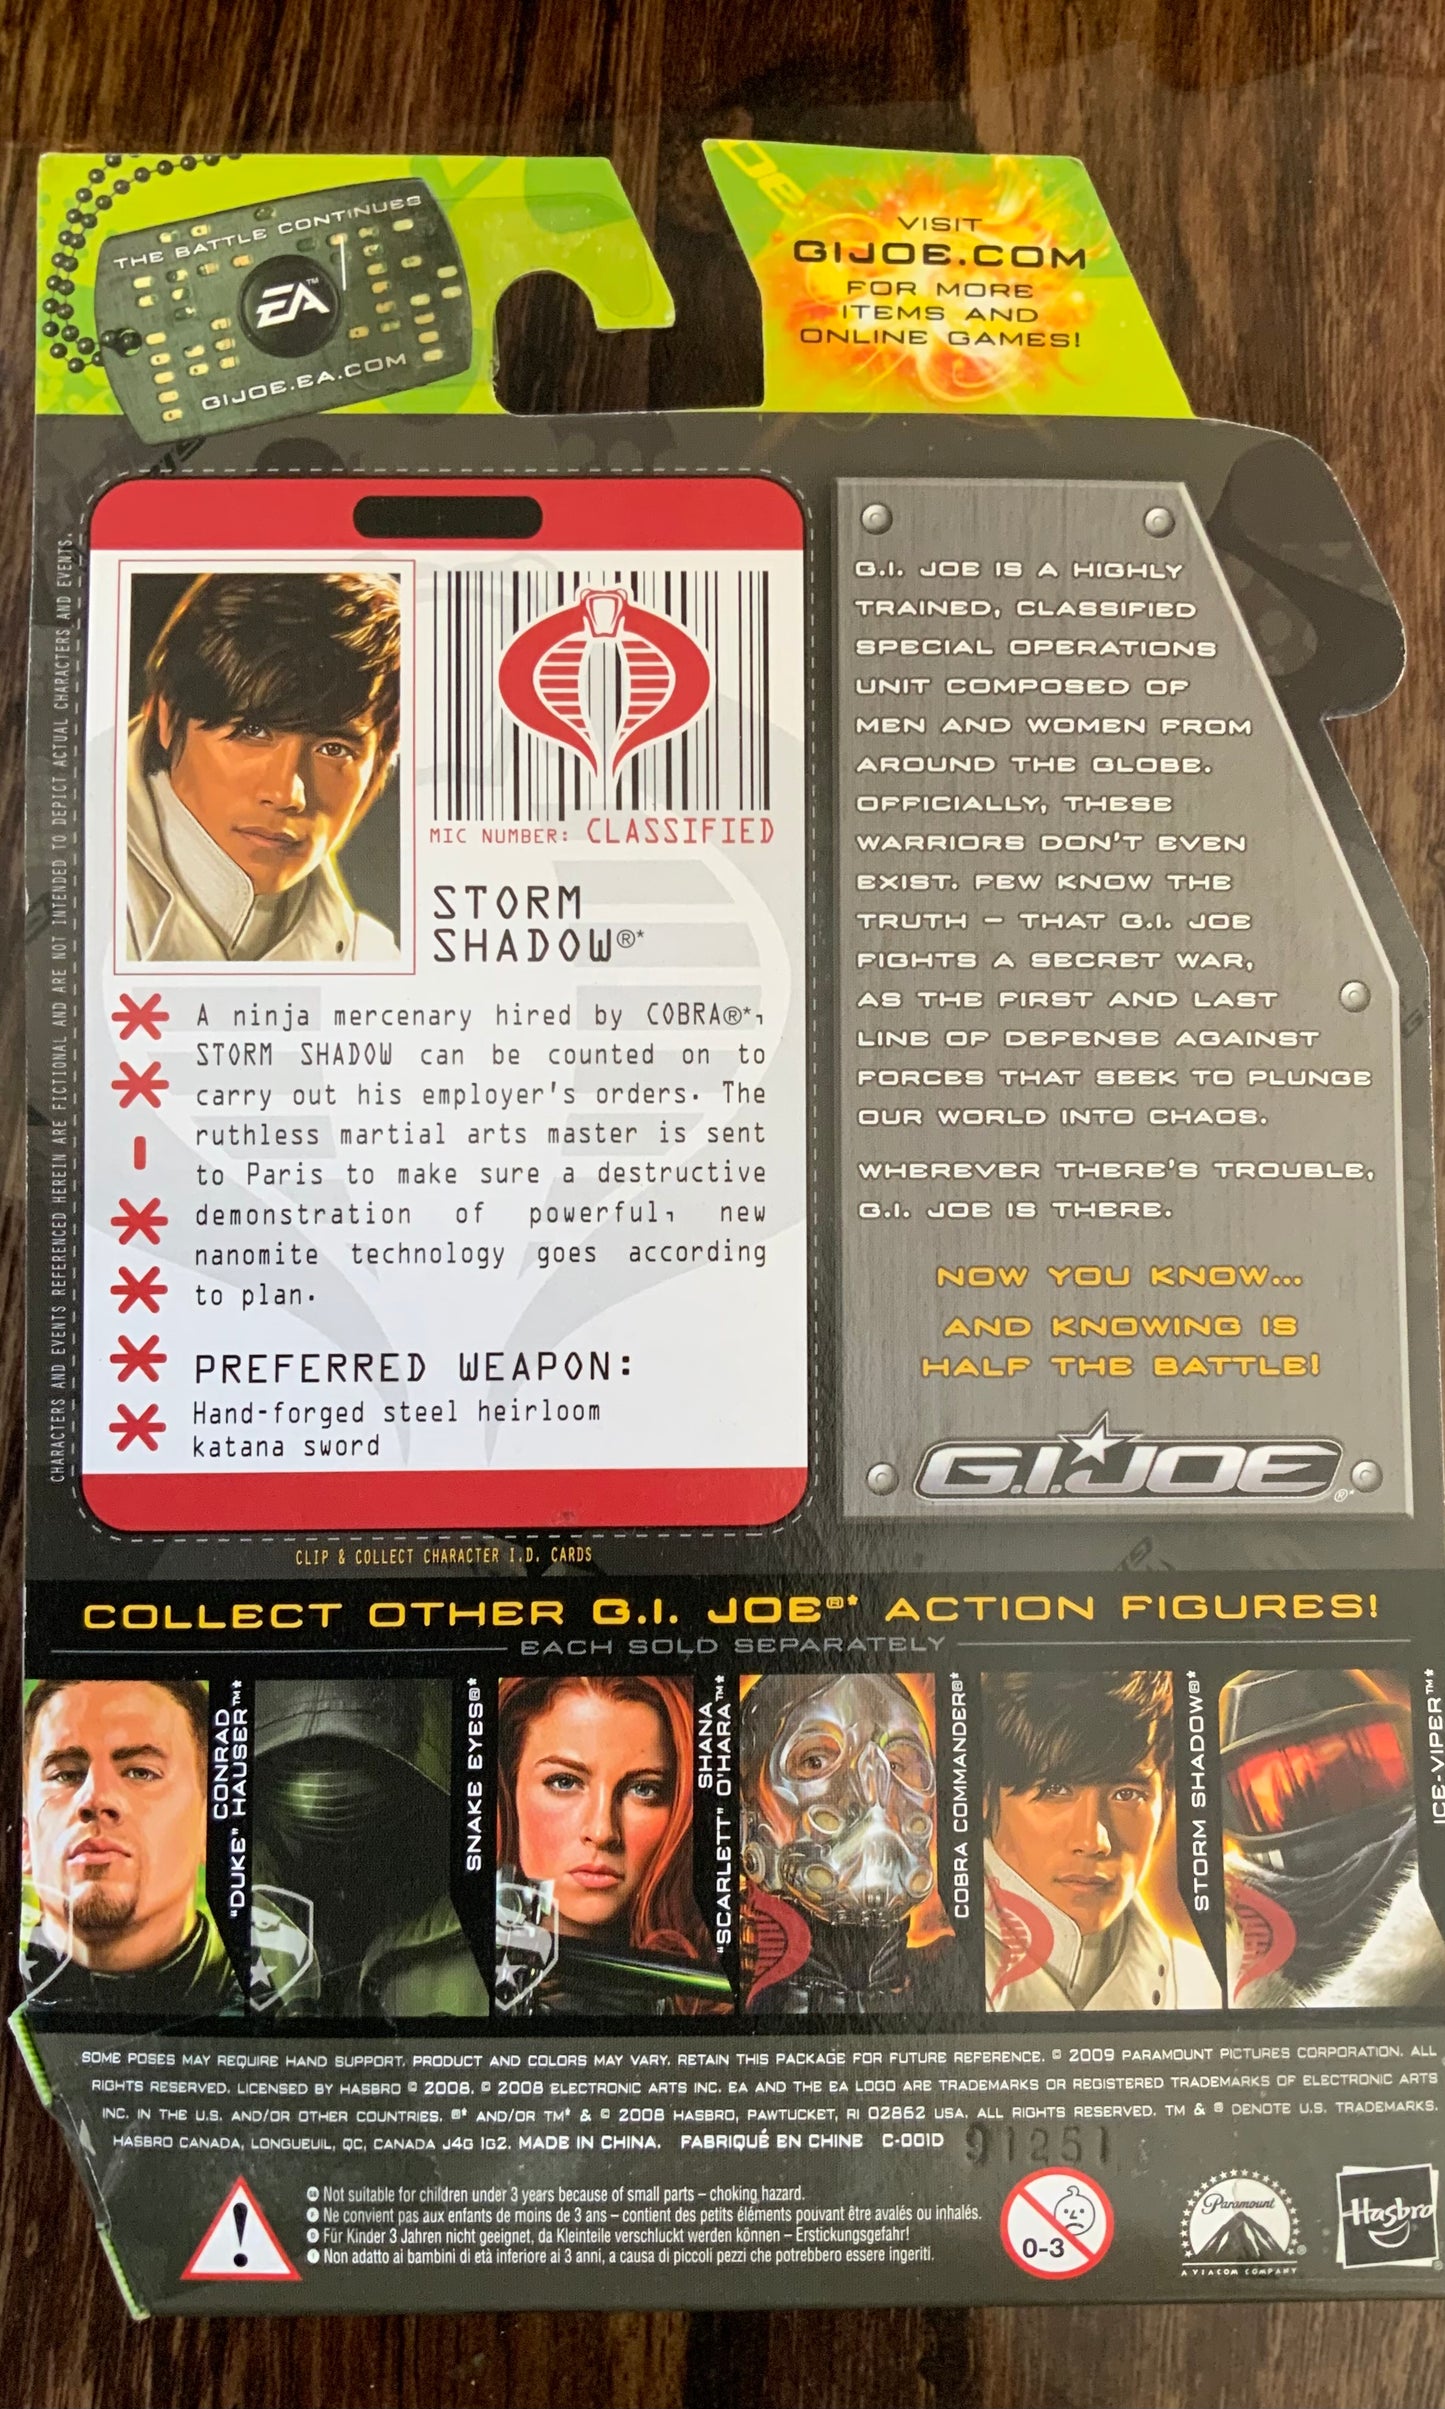 THE BATTLE CONTINUES
EA™
GIJOE.EA.COM
VISIT
GIJOE.COM
FOR MORE
ITEMS AND
ONLINE GAMES!
CHARACTERS AND EVENTS REFERENCED HEREIN ARE FICTIONAL AND ARE NOT INTENDED TO DEPICT ACTUAL CHARACTERS AND EVENTS.
MIC NUMBER: CLASSIFIED
STORM
SHADOW®*
A ninja mercenary hired by COBRA®*,
STORM SHADOW can be counted on to
carry out his employer's orders. The
ruthless martial arts master is sent
to Paris to make sure a destructive
demonstration of powerful, new
nanomite technology goes according
to plan.
PREFERRED WEAPON:
Hand-forged steel heirloom
katana sword
CLIP & COLLECT CHARACTER I.D. CARDS
G.I. JOE IS A HIGHLY
TRAINED, CLASSIFIED
SPECIAL OPERATIONS
UNIT COMPOSED OF
MEN AND WOMEN FROM
AROUND THE GLOBE.
OFFICIALLY, THESE
WARRIORS DON'T EVEN
EXIST. FEW KNOW THE
TRUTH – THAT G.I. JOE
FIGHTS A SECRET WAR,
AS THE FIRST AND LAST
LINE OF DEFENSE AGAINST
FORCES THAT SEEK TO PLUNGE
OUR WORLD INTO CHAOS.
WHEREVER THERE'S TROUBLE,
G.I. JOE IS THERE.
NOW YOU KNOW...
AND KNOWING IS
HALF THE BATTLE!
G.I. JOE®*
COLLECT OTHER G.I. JOE®* ACTION FIGURES!
EACH SOLD SEPARATELY
CONRAD
"DUKE" HAUSER™*
SNAKE EYES®*
SHANA
"SCARLETT" O'HARA™*
COBRA COMMANDER®*
STORM SHADOW®*
ICE-VIPER™*
SOME POSES MAY REQUIRE HAND SUPPORT. PRODUCT AND COLORS MAY VARY. RETAIN THIS PACKAGE FOR FUTURE REFERENCE. © 2009 PARAMOUNT PICTURES CORPORATION. ALL
RIGHTS RESERVED. LICENSED BY HASBRO © 2008. © 2008 ELECTRONIC ARTS INC. EA AND THE EA LOGO ARE TRADEMARKS OR REGISTERED TRADEMARKS OF ELECTRONIC ARTS
INC. IN THE U.S. AND/OR OTHER COUNTRIES. ®* AND/OR TM* & © 2008 HASBRO, PAWTUCKET, RI 02862 USA. ALL RIGHTS RESERVED. TM & ® DENOTE U.S. TRADEMARKS.
HASBRO CANADA, LONGUEUIL, QC, CANADA J4G 1G2. MADE IN CHINA. FABRIQUÉ EN CHINE C-001D 91251
Not suitable for children under 3 years because of small parts – choking hazard.
Ne convient pas aux enfants de moins de 3 ans – contient des petits éléments pouvant être avalés ou inhalés.
Für Kinder 3 Jahren nicht geeignet, da Kleinteile verschluckt werden können – Erstickungsgefahr!
Non adatto ai bambini di età inferiore ai 3 anni, a causa di piccoli pezzi che potrebbero essere ingeriti.
0-3
Paramount
A VIACOM COMPANY
Hasbro